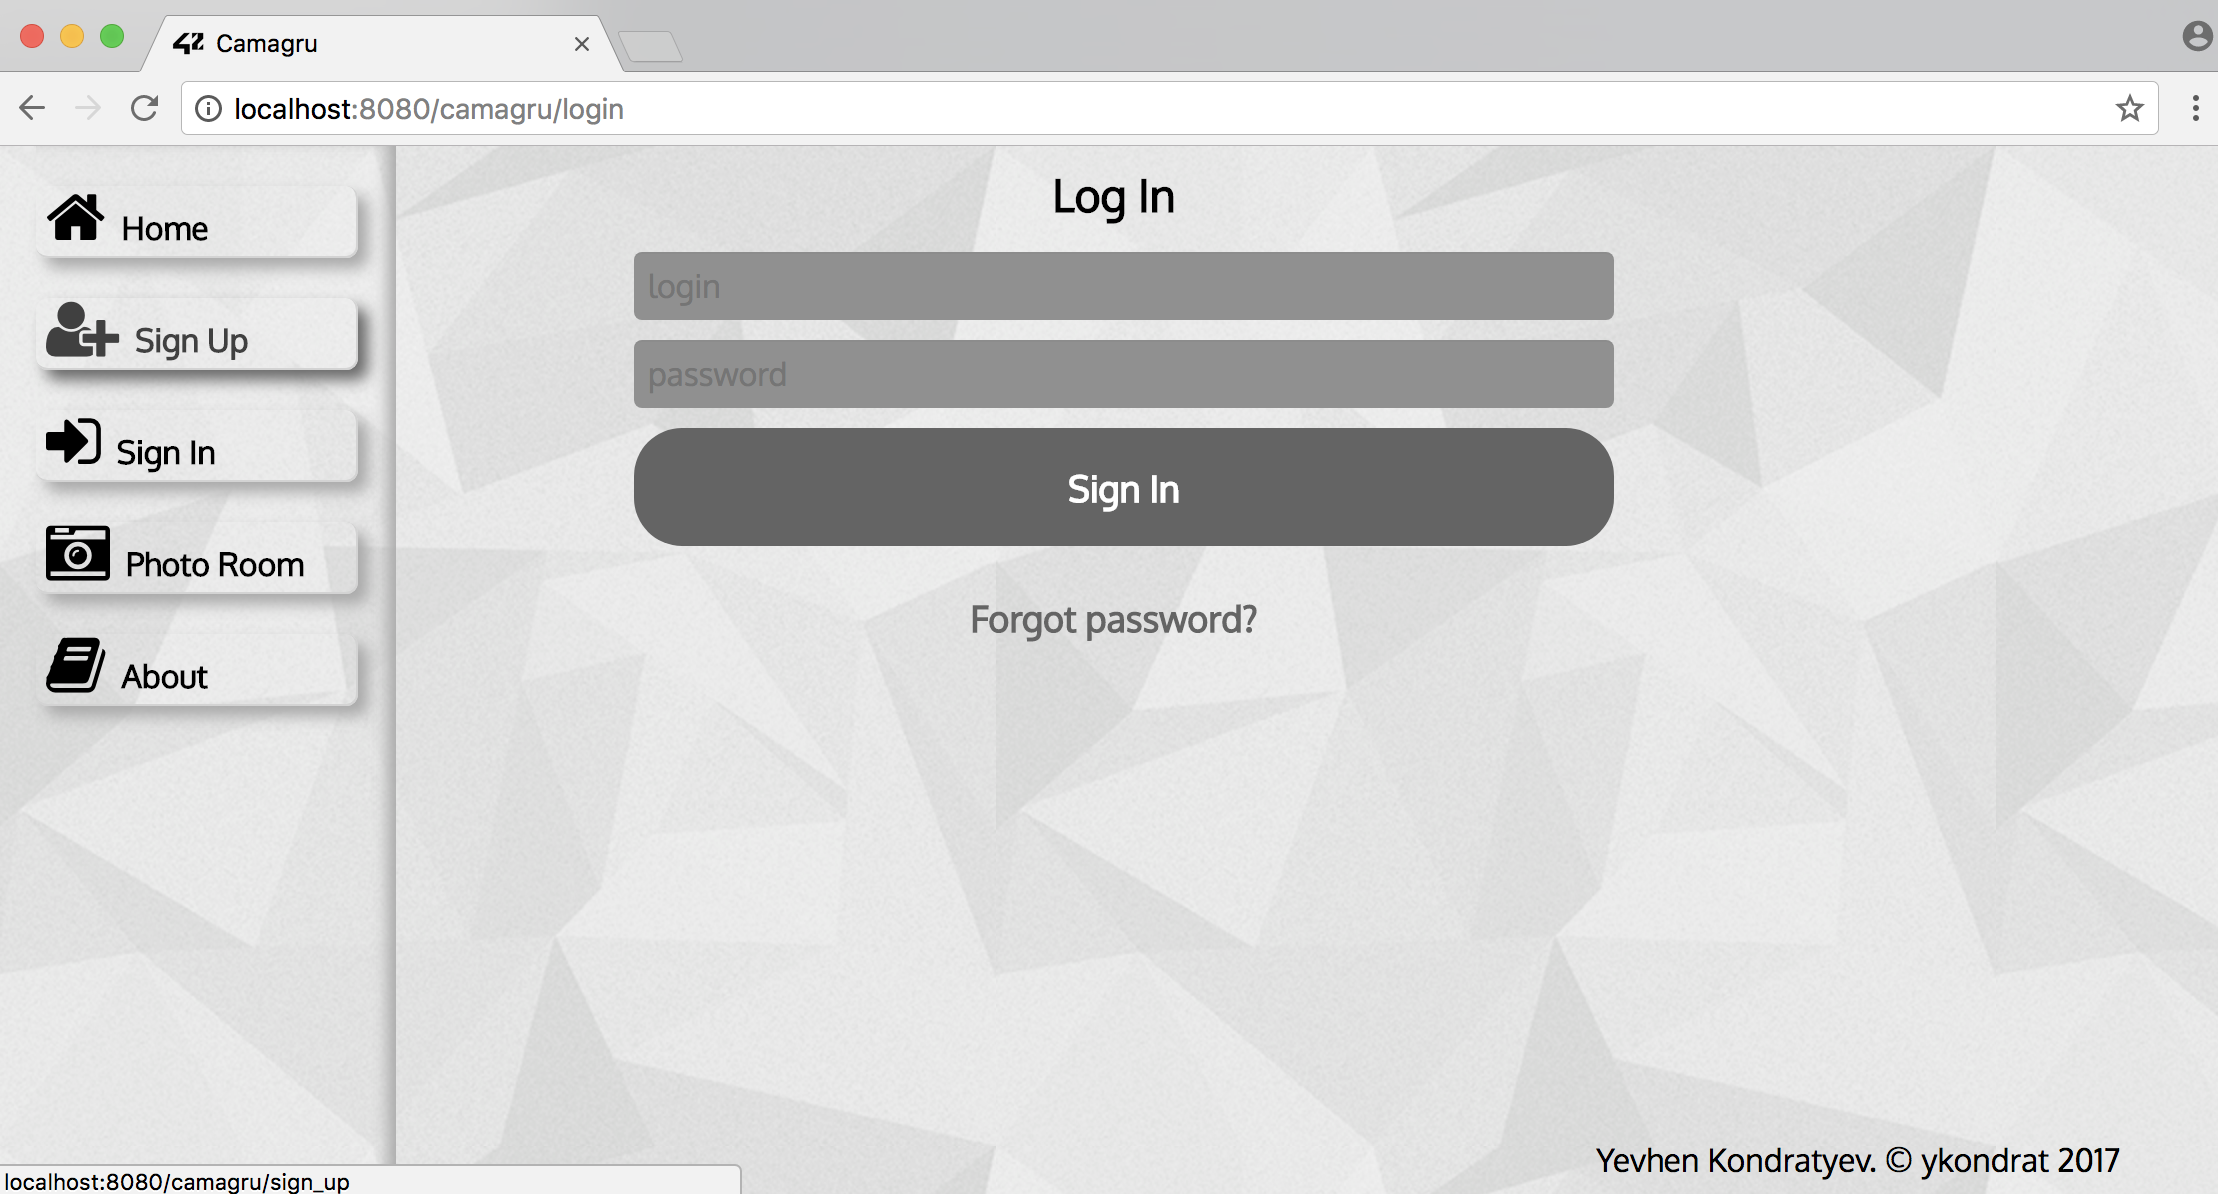 42 Camagru
localhost:8080/camagru/login
Home
Sign Up
Sign In
Photo Room
About
Log In
login
password
Sign In
Forgot password?
Yevhen Kondratyev. © ykondrat 2017
localhost:8080/camagru/sign_up